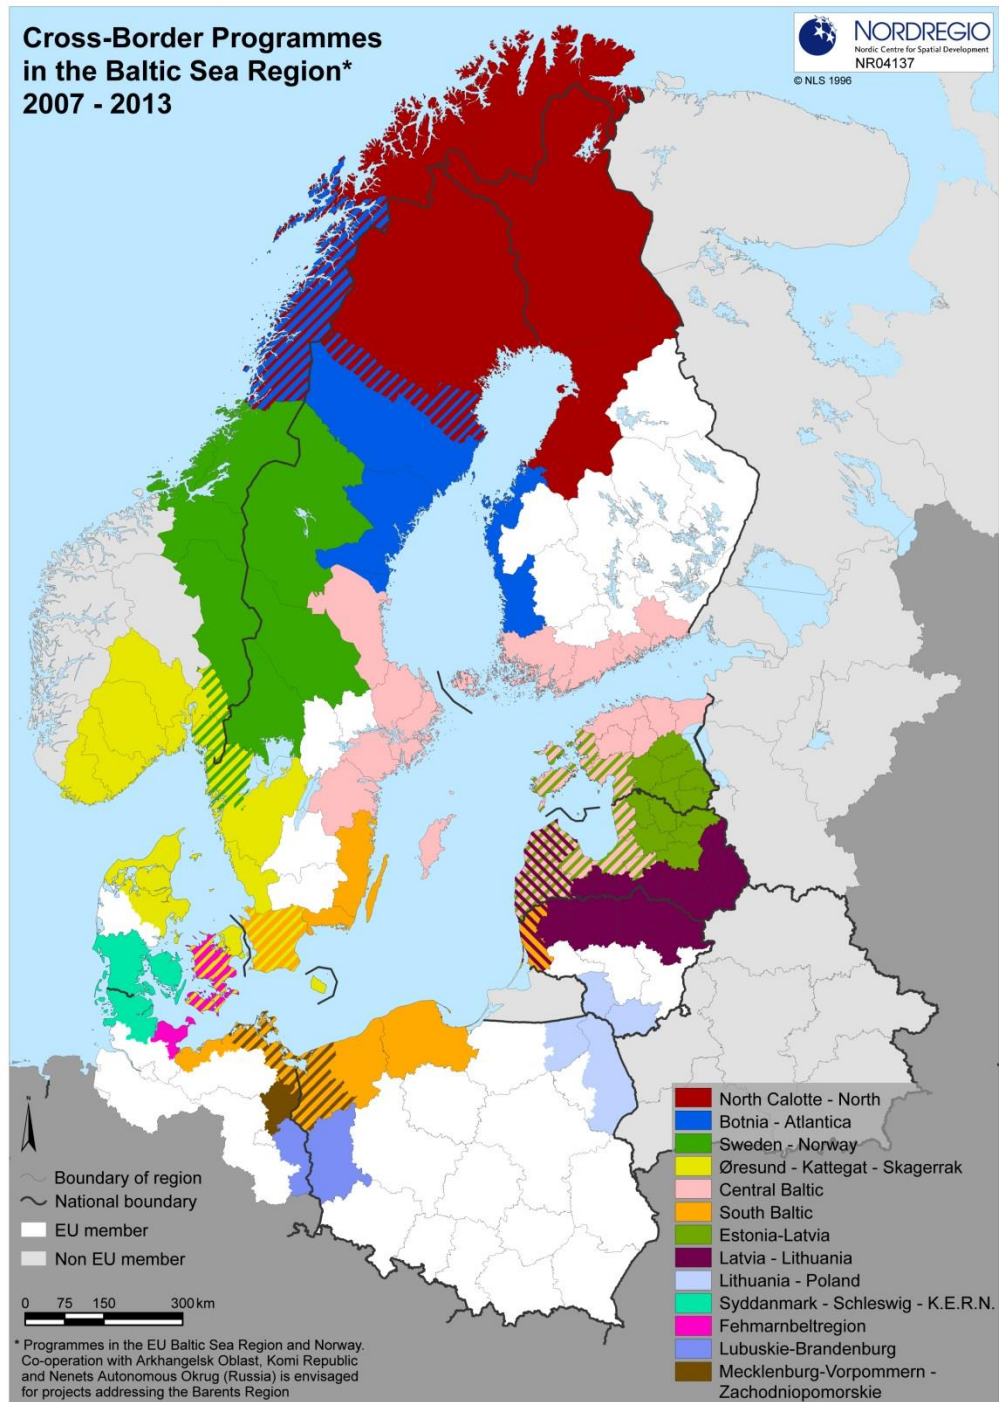 Cross-Border Programmes
in the Baltic Sea Region*
2007 - 2013
NORDREGIO
Nordic Centre for Spatial Development
NR04137
© NLS 1996
N
Boundary of region
National boundary
EU member
Non EU member
0 75 150 300 km
* Programmes in the EU Baltic Sea Region and Norway.
Co-operation with Arkhangelsk Oblast, Komi Republic
and Nenets Autonomous Okrug (Russia) is envisaged
for projects addressing the Barents Region
North Calotte - North
Botnia - Atlantica
Sweden - Norway
Øresund - Kattegat - Skagerrak
Central Baltic
South Baltic
Estonia-Latvia
Latvia - Lithuania
Lithuania - Poland
Syddanmark - Schleswig - K.E.R.N.
Fehmarnbeltregion
Lubuskie-Brandenburg
Mecklenburg-Vorpommern -
Zachodniopomorskie